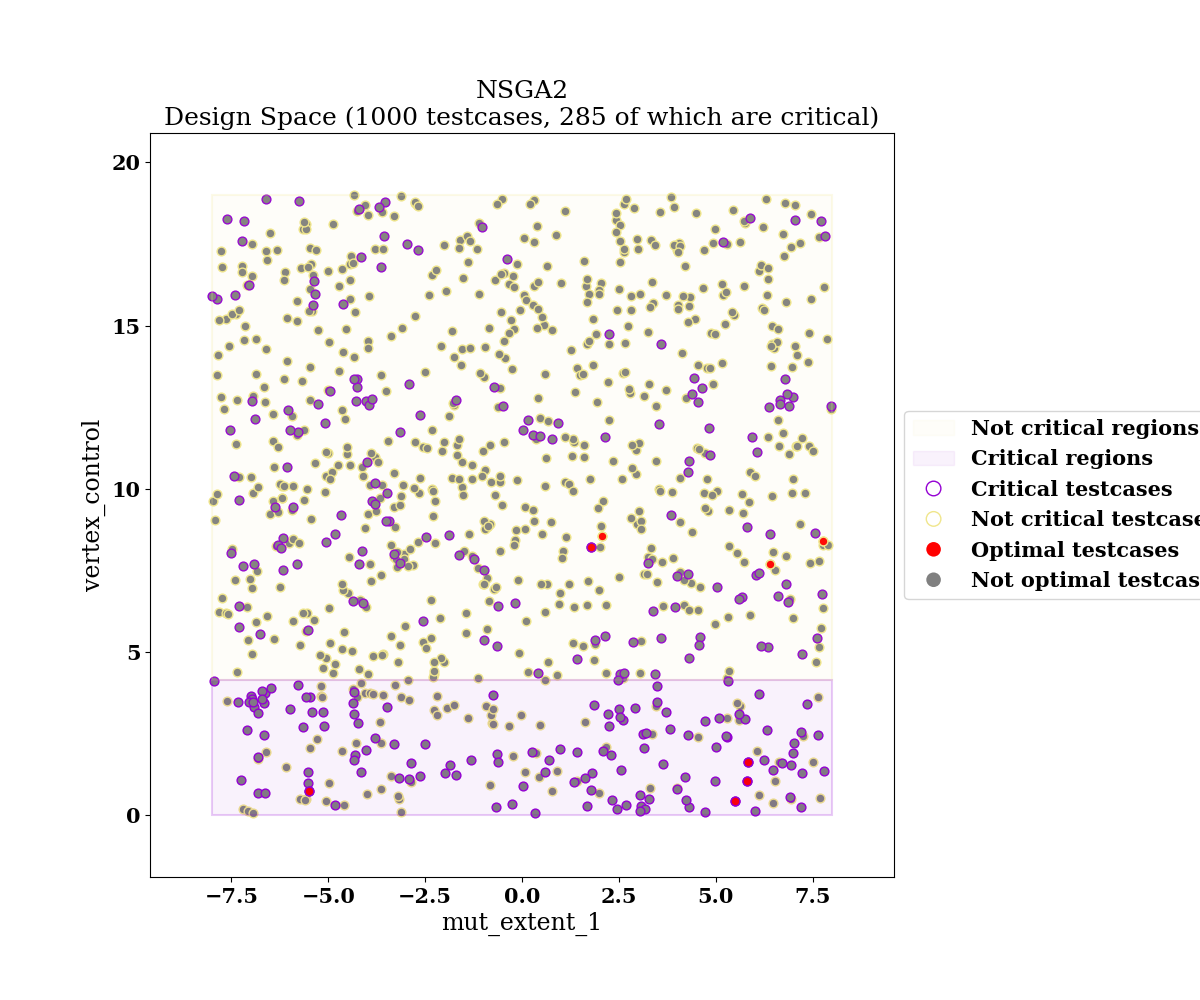 NSGA2
Design Space (1000 testcases, 285 of which are critical)
20
15
10
5
0
vertex_control
−7.5 −5.0 −2.5 0.0 2.5 5.0 7.5
mut_extent_1
Not critical regions
Critical regions
Critical testcases
Not critical testcase
Optimal testcases
Not optimal testcas